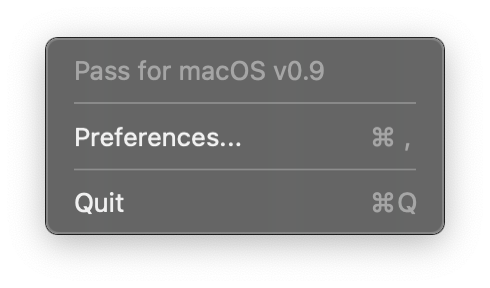 Pass for macOS v0.9
Preferences... ⌘ ,
Quit ⌘Q